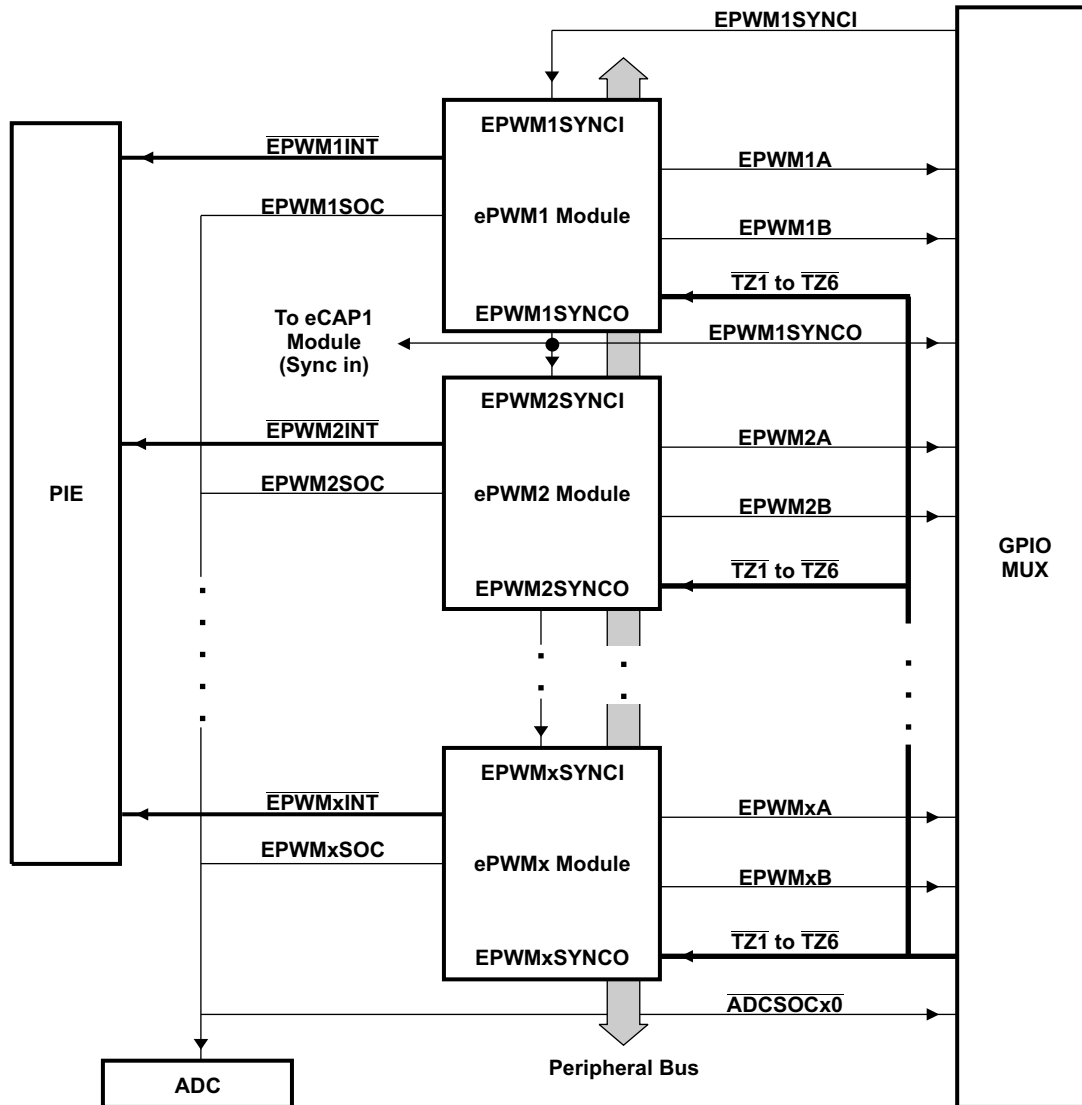 EPWM1SYNCI
EPWM1SYNCI
EPWM1INT
EPWM1A
EPWM1SOC
ePWM1 Module
EPWM1B
TZ1 to TZ6
EPWM1SYNCO
To eCAP1
Module
(Sync in)
EPWM1SYNCO
EPWM2SYNCI
EPWM2INT
EPWM2A
PIE
EPWM2SOC
ePWM2 Module
EPWM2B
GPIO
MUX
TZ1 to TZ6
EPWM2SYNCO
EPWMxSYNCI
EPWMxINT
EPWMxA
EPWMxSOC
ePWMx Module
EPWMxB
TZ1 to TZ6
EPWMxSYNCO
ADCSOCx0
Peripheral Bus
ADC